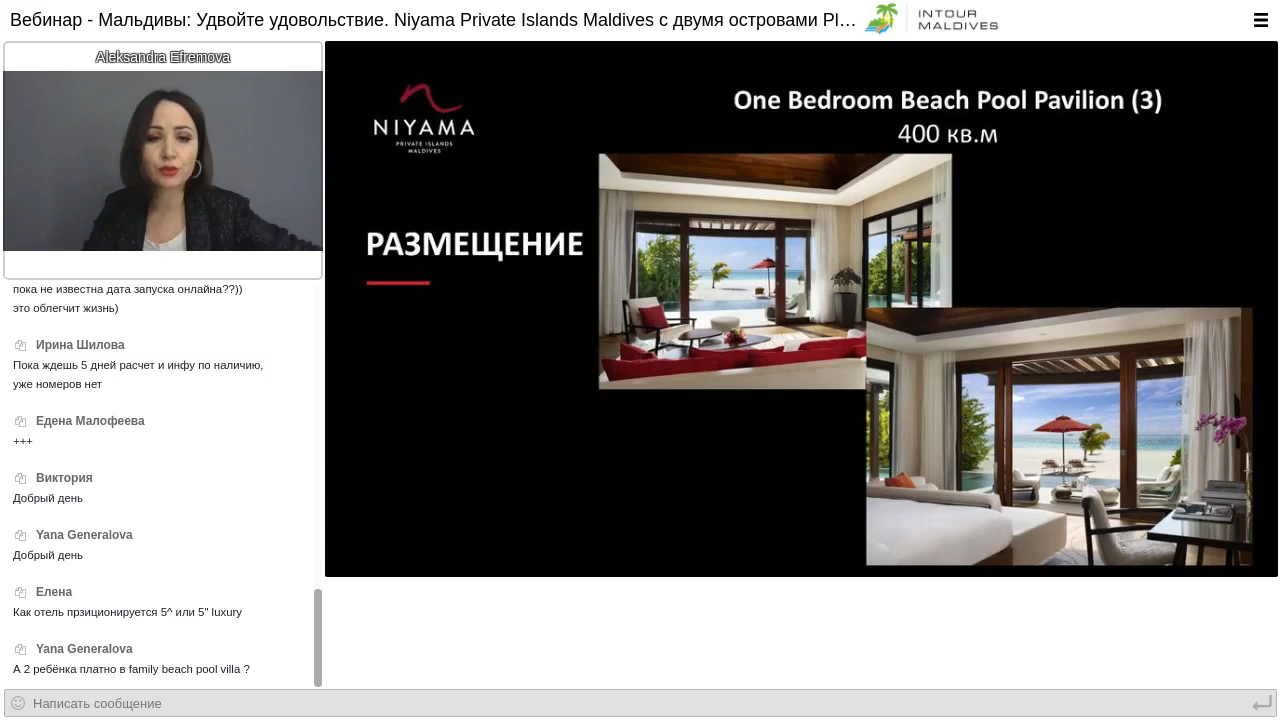 Вебинар - Мальдивы: Удвойте удовольствие. Niyama Private Islands Maldives с двумя островами Pl…
INTOUR
MALDIVES
Aleksandra Efremova
пока не известна дата запуска онлайна??))
это облегчит жизнь)
Ирина Шилова
Пока ждешь 5 дней расчет и инфу по наличию,
уже номеров нет
Едена Малофеева
+++
Виктория
Добрый день
Yana Generalova
Добрый день
Елена
Как отель прзиционируется 5^ или 5" luxury
Yana Generalova
А 2 ребёнка платно в family beach pool villa ?
Написать сообщение
NIYAMA
PRIVATE ISLANDS
MALDIVES
One Bedroom Beach Pool Pavilion (3)
400 кв.м
РАЗМЕЩЕНИЕ